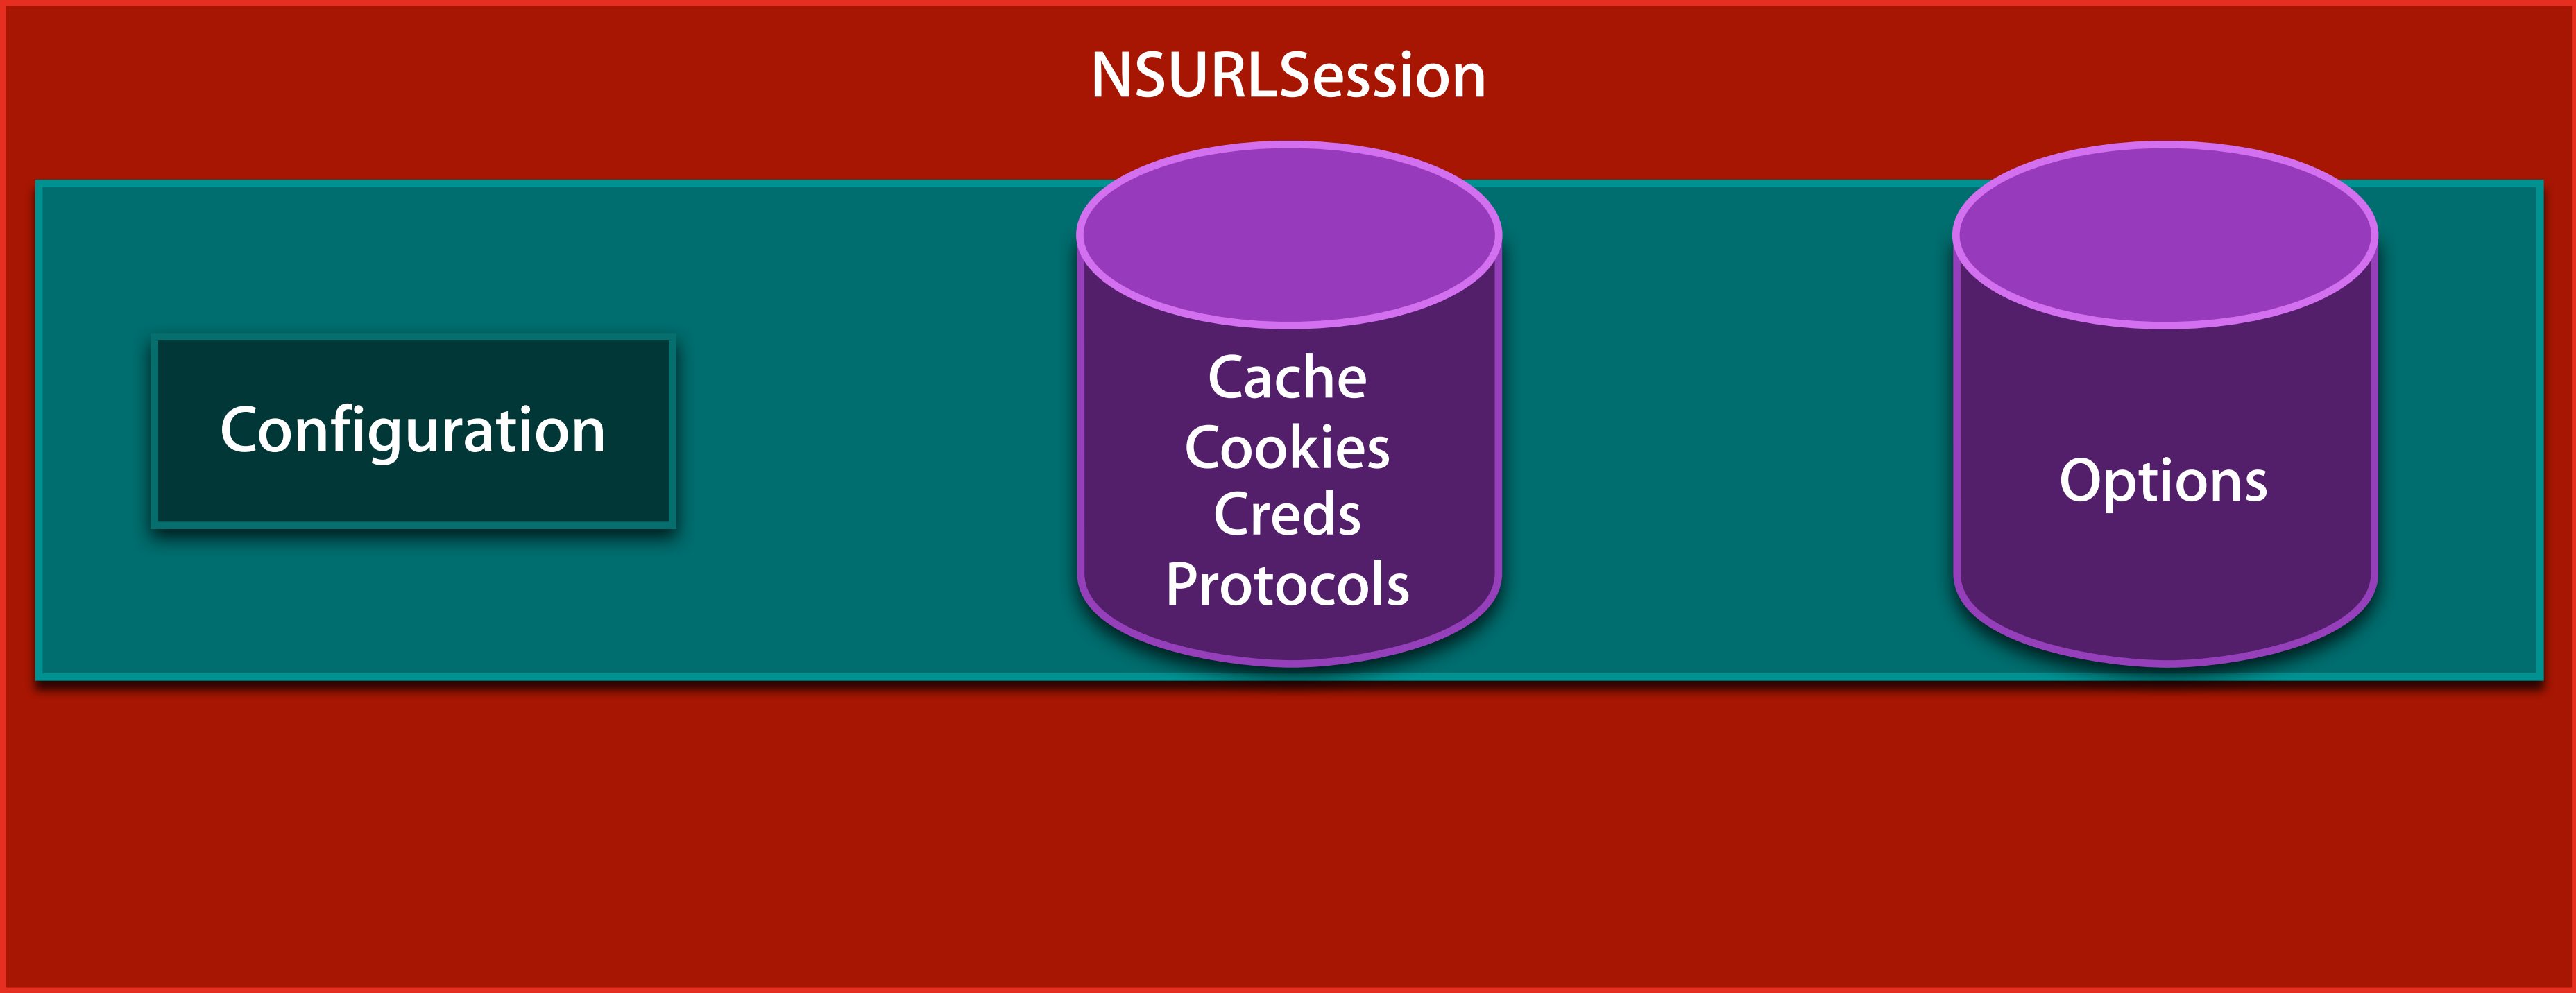 NSURLSession
Configuration
Cache
Cookies
Creds
Protocols
Options